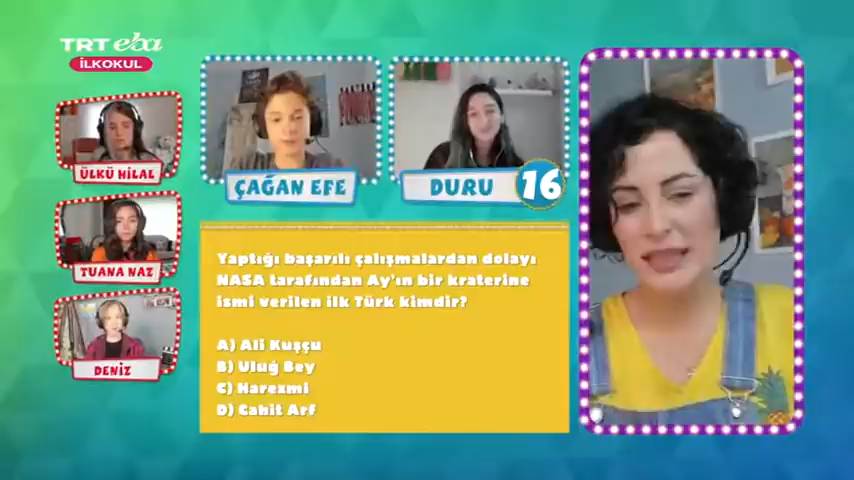 TRT eba
İLKOKUL
ÜLKÜ HİLAL
TUANA NAZ
DENİZ
ÇAĞAN EFE
DURU
16
Yaptığı başarılı çalışmalardan dolayı
NASA tarafından Ay'ın bir kraterine
ismi verilen ilk Türk kimdir?
A) Ali Kuşçu
B) Uluğ Bey
C) Harezmi
D) Cahit Arf